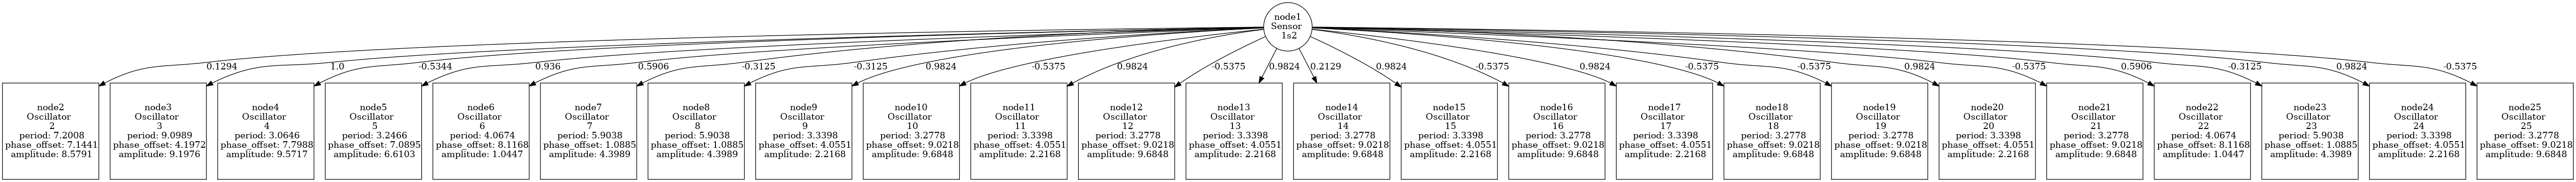 node1
Sensor
1s2
0.1294
1.0
-0.5344
0.936
0.5906
-0.3125
-0.3125
0.9824
-0.5375
0.9824
-0.5375
0.9824
0.2129
0.9824
-0.5375
0.9824
-0.5375
-0.5375
0.9824
-0.5375
0.5906
-0.3125
0.9824
-0.5375
node2
Oscillator
2
period: 7.2008
phase_offset: 7.1441
amplitude: 8.5791
node3
Oscillator
3
period: 9.0989
phase_offset: 4.1972
amplitude: 9.1976
node4
Oscillator
4
period: 3.0646
phase_offset: 7.7988
amplitude: 9.5717
node5
Oscillator
5
period: 3.2466
phase_offset: 7.0895
amplitude: 6.6103
node6
Oscillator
6
period: 4.0674
phase_offset: 8.1168
amplitude: 1.0447
node7
Oscillator
7
period: 5.9038
phase_offset: 1.0885
amplitude: 4.3989
node8
Oscillator
8
period: 5.9038
phase_offset: 1.0885
amplitude: 4.3989
node9
Oscillator
9
period: 3.3398
phase_offset: 4.0551
amplitude: 2.2168
node10
Oscillator
10
period: 3.2778
phase_offset: 9.0218
amplitude: 9.6848
node11
Oscillator
11
period: 3.3398
phase_offset: 4.0551
amplitude: 2.2168
node12
Oscillator
12
period: 3.2778
phase_offset: 9.0218
amplitude: 9.6848
node13
Oscillator
13
period: 3.3398
phase_offset: 4.0551
amplitude: 2.2168
node14
Oscillator
14
period: 3.2778
phase_offset: 9.0218
amplitude: 9.6848
node15
Oscillator
15
period: 3.3398
phase_offset: 4.0551
amplitude: 2.2168
node16
Oscillator
16
period: 3.2778
phase_offset: 9.0218
amplitude: 9.6848
node17
Oscillator
17
period: 3.3398
phase_offset: 4.0551
amplitude: 2.2168
node18
Oscillator
18
period: 3.2778
phase_offset: 9.0218
amplitude: 9.6848
node19
Oscillator
19
period: 3.2778
phase_offset: 9.0218
amplitude: 9.6848
node20
Oscillator
20
period: 3.3398
phase_offset: 4.0551
amplitude: 2.2168
node21
Oscillator
21
period: 3.2778
phase_offset: 9.0218
amplitude: 9.6848
node22
Oscillator
22
period: 4.0674
phase_offset: 8.1168
amplitude: 1.0447
node23
Oscillator
23
period: 5.9038
phase_offset: 1.0885
amplitude: 4.3989
node24
Oscillator
24
period: 3.3398
phase_offset: 4.0551
amplitude: 2.2168
node25
Oscillator
25
period: 3.2778
phase_offset: 9.0218
amplitude: 9.6848